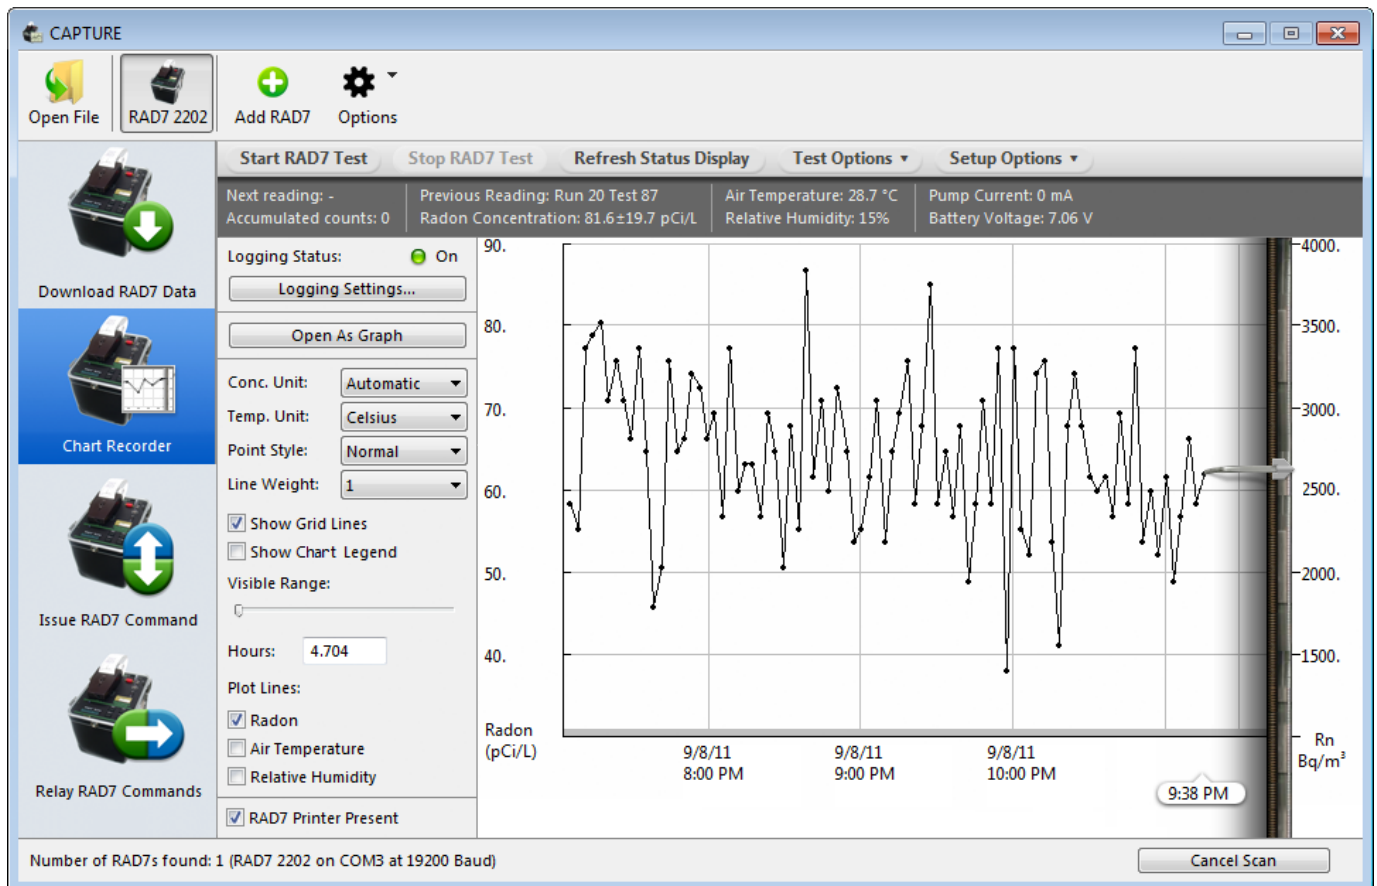 CAPTURE
Open File
RAD7 2202
Add RAD7
Options
Start RAD7 Test
Stop RAD7 Test
Refresh Status Display
Test Options
Setup Options
Next reading: -
Accumulated counts: 0
Previous Reading: Run 20 Test 87
Radon Concentration: 81.6±19.7 pCi/L
Air Temperature: 28.7 °C
Relative Humidity: 15%
Pump Current: 0 mA
Battery Voltage: 7.06 V
Download RAD7 Data
Chart Recorder
Issue RAD7 Command
Relay RAD7 Commands
Logging Status: On
Logging Settings...
Open As Graph
Conc. Unit: Automatic
Temp. Unit: Celsius
Point Style: Normal
Line Weight: 1
Show Grid Lines
Show Chart Legend
Visible Range:
Hours: 4.704
Plot Lines:
Radon
Air Temperature
Relative Humidity
RAD7 Printer Present
90.
80.
70.
60.
50.
40.
Radon
(pCi/L)
9/8/11
8:00 PM
9/8/11
9:00 PM
9/8/11
10:00 PM
9:38 PM
4000.
3500.
3000.
2500.
2000.
1500.
Rn
Bq/m³
Number of RAD7s found: 1 (RAD7 2202 on COM3 at 19200 Baud)
Cancel Scan